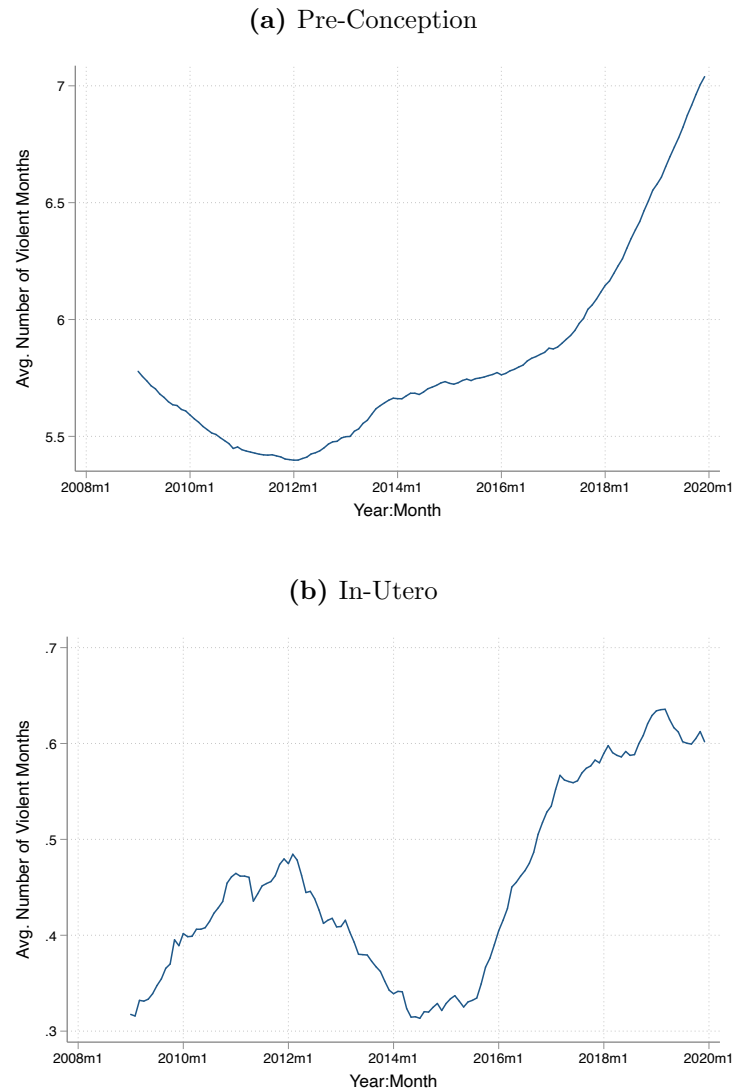 (a) Pre-Conception
Avg. Number of Violent Months
7
6.5
6
5.5
2008m1 2010m1 2012m1 2014m1 2016m1 2018m1 2020m1
Year:Month
(b) In-Utero
Avg. Number of Violent Months
.7
.6
.5
.4
.3
2008m1 2010m1 2012m1 2014m1 2016m1 2018m1 2020m1
Year:Month